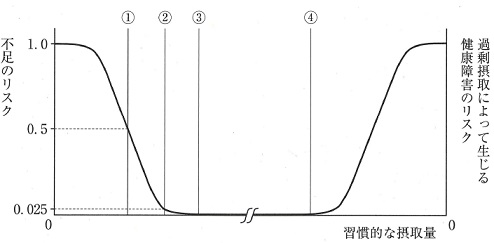 ① ② ③ ④
不足のリスク
1.0
0.5
0.025
0
過剰摂取によって生じる
健康障害のリスク
0
習慣的な摂取量